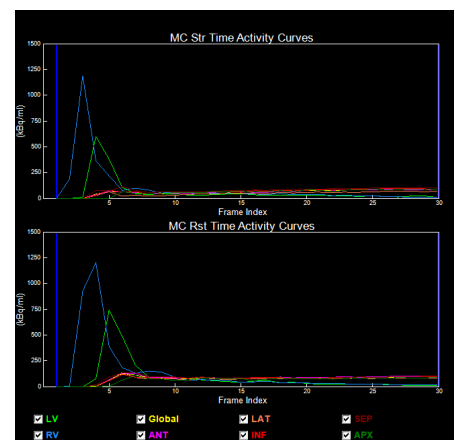 MC Str Time Activity Curves
1500
1250
1000
750
500
250
0
(kBq/ml)
5 10 15 20 25 30
Frame Index
MC Rst Time Activity Curves
1500
1250
1000
750
500
250
0
(kBq/ml)
5 10 15 20 25 30
Frame Index
LV Global LAT SEP
RV ANT INF APX